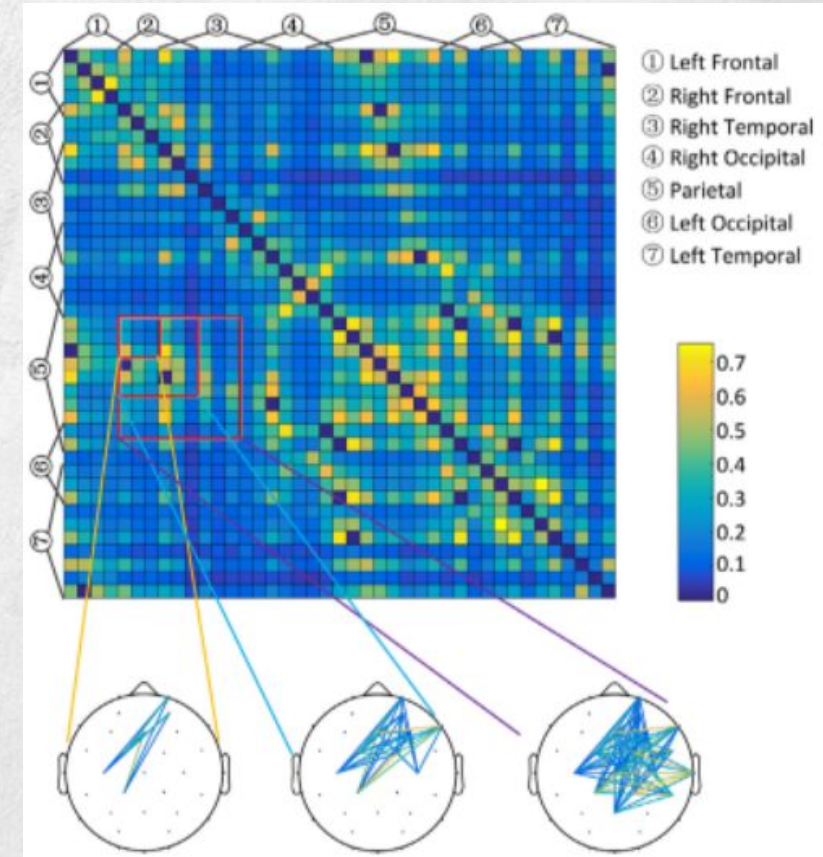 ① ② ③ ④ ⑤ ⑥ ⑦
① Left Frontal
② Right Frontal
③ Right Temporal
④ Right Occipital
⑤ Parietal
⑥ Left Occipital
⑦ Left Temporal
①
②
③
④
⑤
⑥
⑦
0.7
0.6
0.5
0.4
0.3
0.2
0.1
0